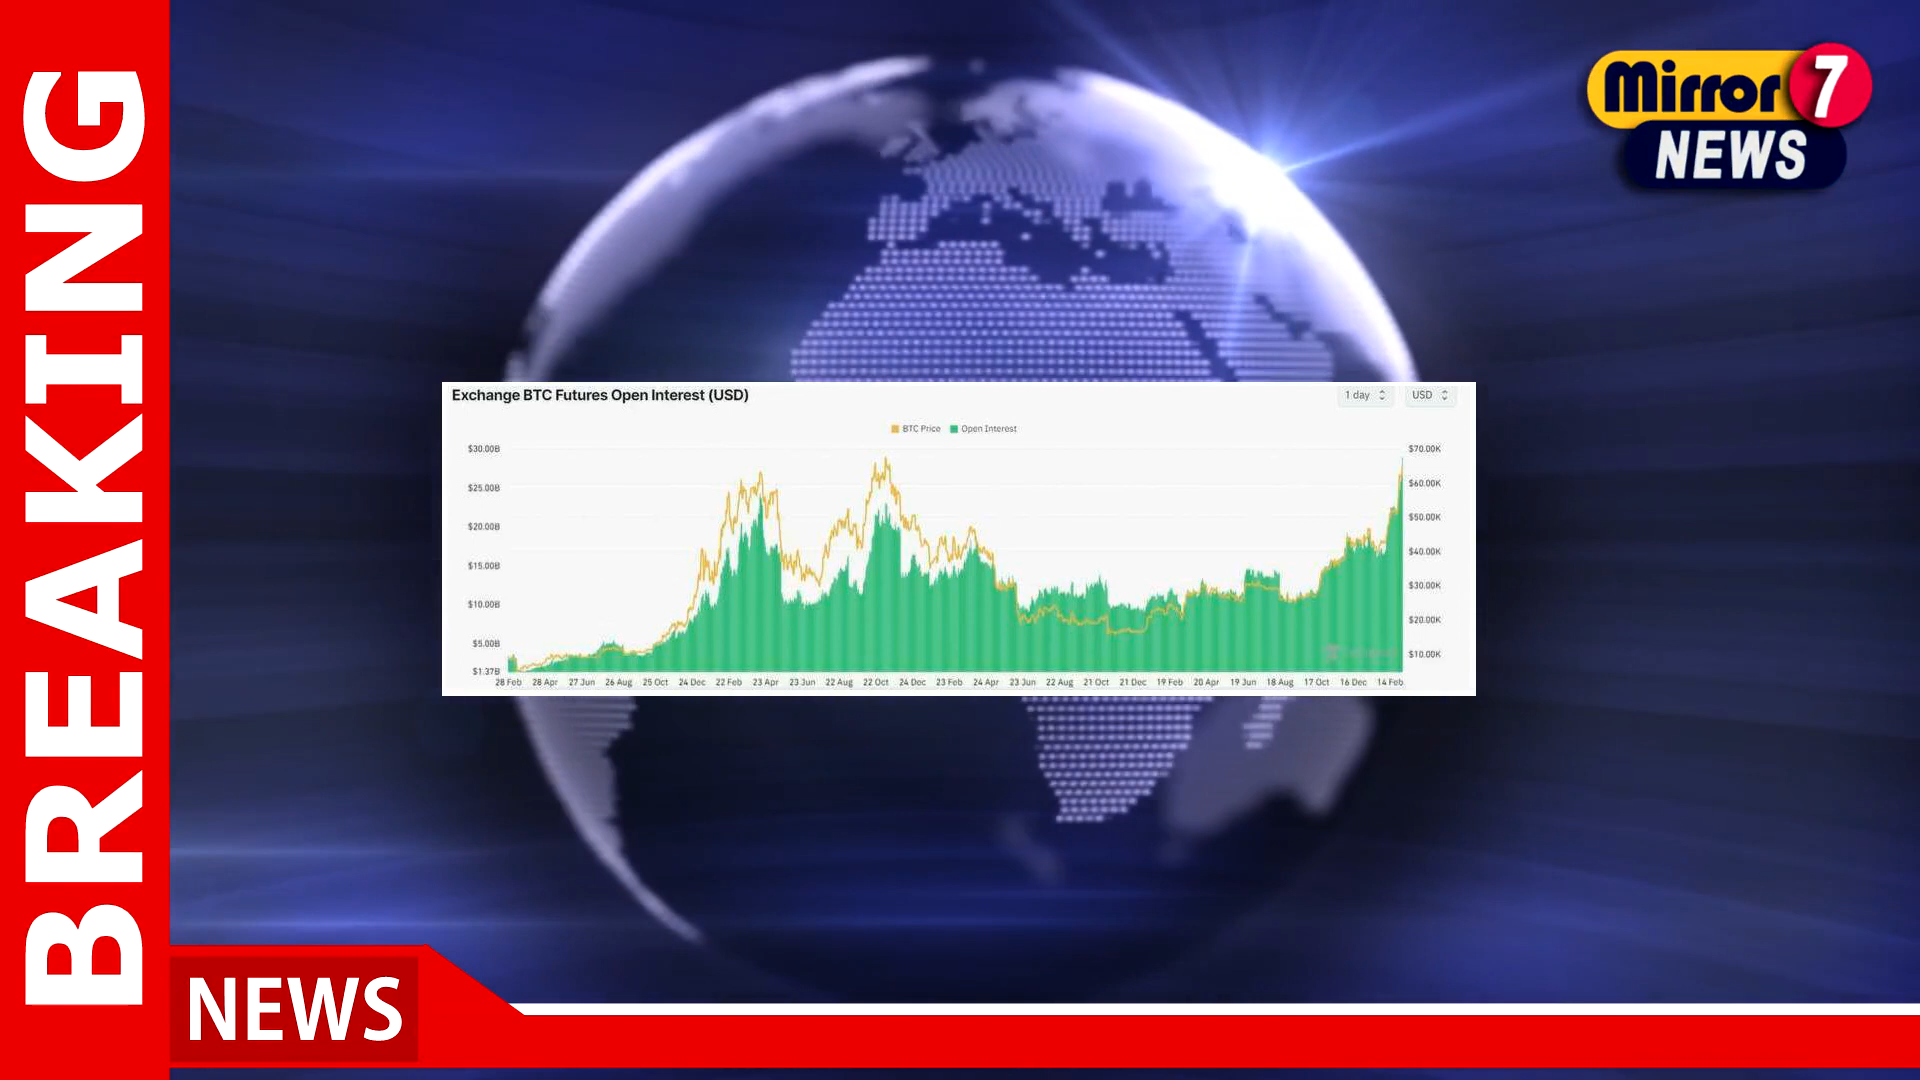 BREAKING
Mirror 7
NEWS
Exchange BTC Futures Open Interest (USD)
1 day
USD
BTC Price
Open Interest
$30.00B
$25.00B
$20.00B
$15.00B
$10.00B
$5.00B
$1.37B
$70.00K
$60.00K
$50.00K
$40.00K
$30.00K
$20.00K
$10.00K
28 Feb 28 Apr 27 Jun 26 Aug 25 Oct 24 Dec 22 Feb 23 Apr 23 Jun 22 Aug 22 Oct 24 Dec 23 Feb 24 Apr 23 Jun 22 Aug 21 Oct 21 Dec 19 Feb 20 Apr 19 Jun 18 Aug 17 Oct 16 Dec 14 Feb
NEWS